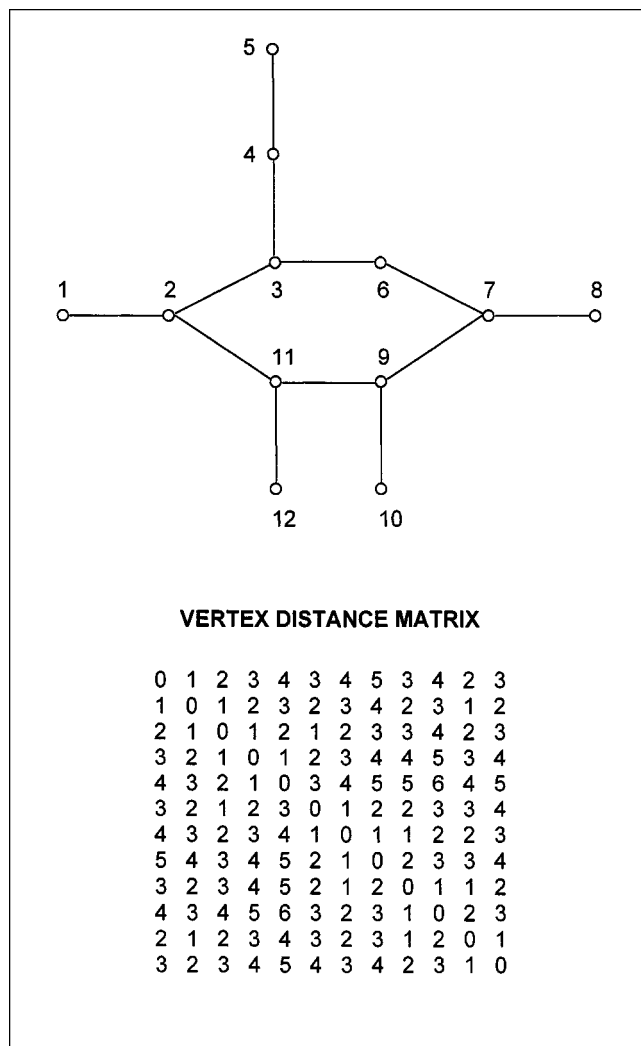 5
4
1 2 3 6 7 8
11 9
12 10
VERTEX DISTANCE MATRIX
0 1 2 3 4 3 4 5 3 4 2 3
1 0 1 2 3 2 3 4 2 3 1 2
2 1 0 1 2 1 2 3 3 4 2 3
3 2 1 0 1 2 3 4 4 5 3 4
4 3 2 1 0 3 4 5 5 6 4 5
3 2 1 2 3 0 1 2 2 3 3 4
4 3 2 3 4 1 0 1 1 2 2 3
5 4 3 4 5 2 1 0 2 3 3 4
3 2 3 4 5 2 1 2 0 1 1 2
4 3 4 5 6 3 2 3 1 0 2 3
2 1 2 3 4 3 2 3 1 2 0 1
3 2 3 4 5 4 3 4 2 3 1 0